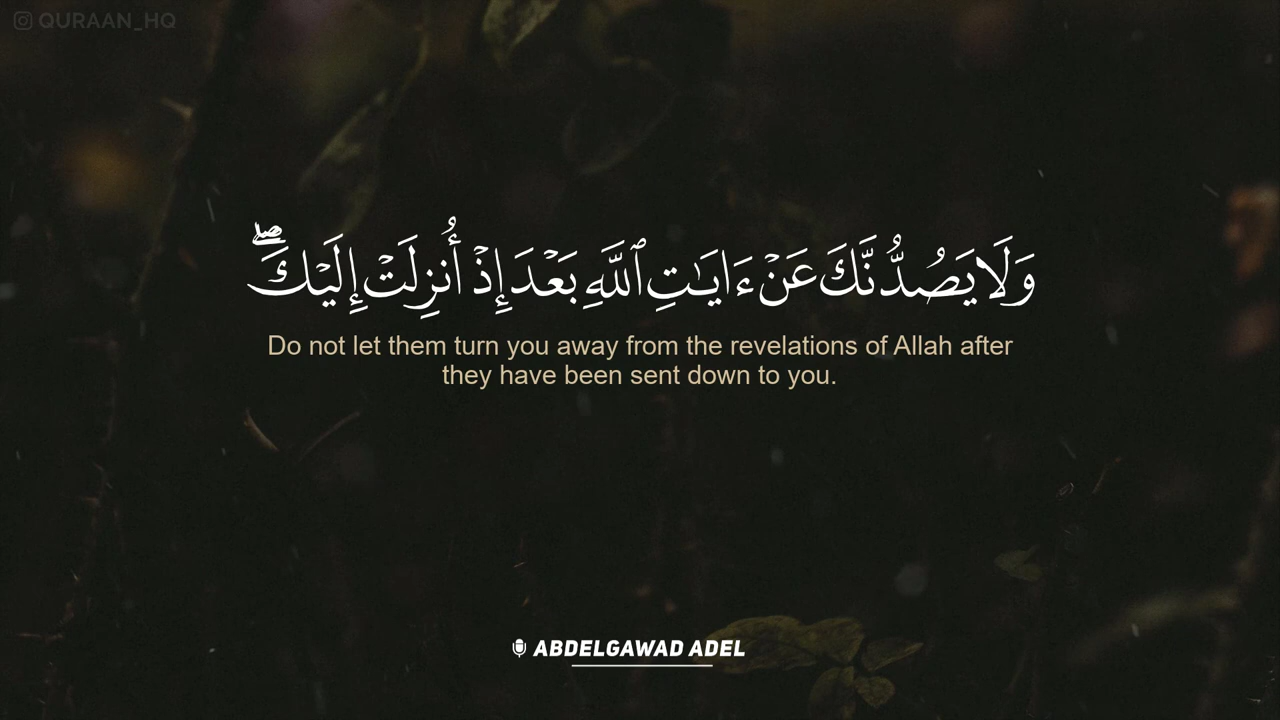 QURAAN_HQ
وَلَا يَصُدُّنَّكَ عَنْ ءَايَـٰتِ ٱللَّهِ بَعْدَ إِذْ أُنزِلَتْ إِلَيْكَ ۖ
Do not let them turn you away from the revelations of Allah after
they have been sent down to you.
ABDELGAWAD ADEL